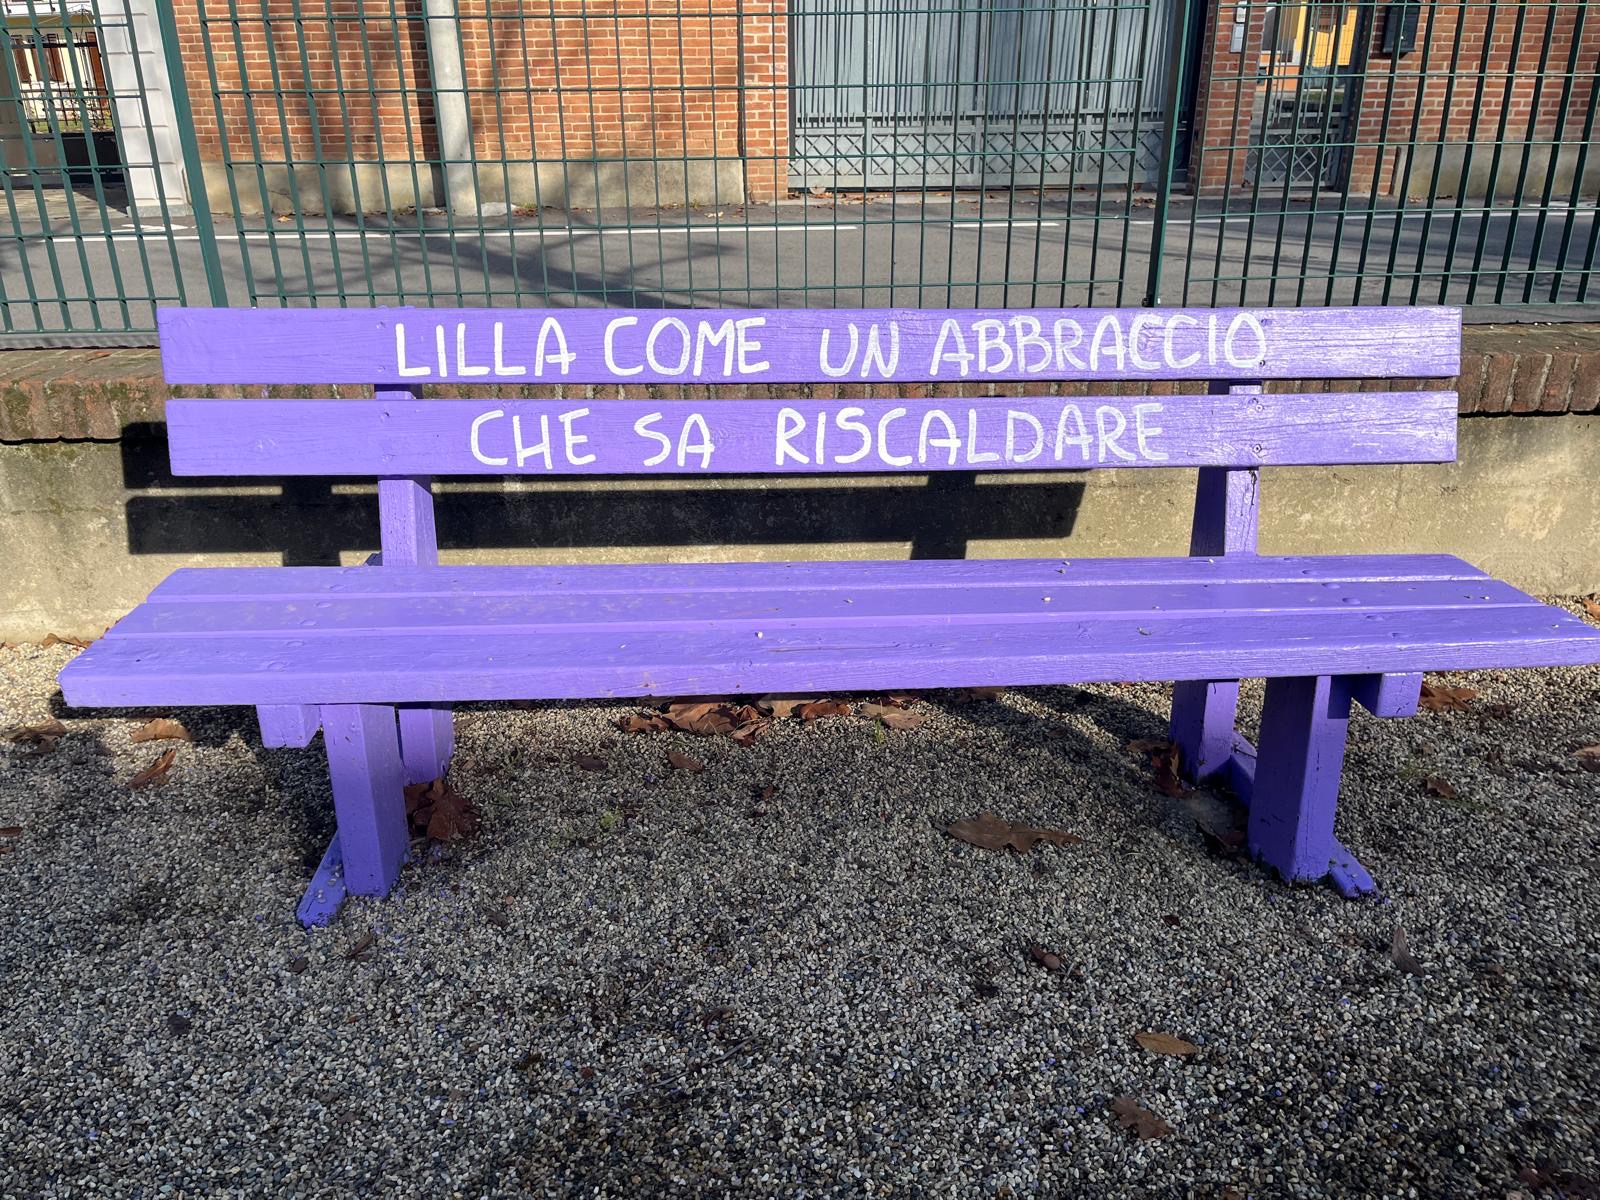 LILLA COME UN ABBRACCIO
CHE SA RISCALDARE